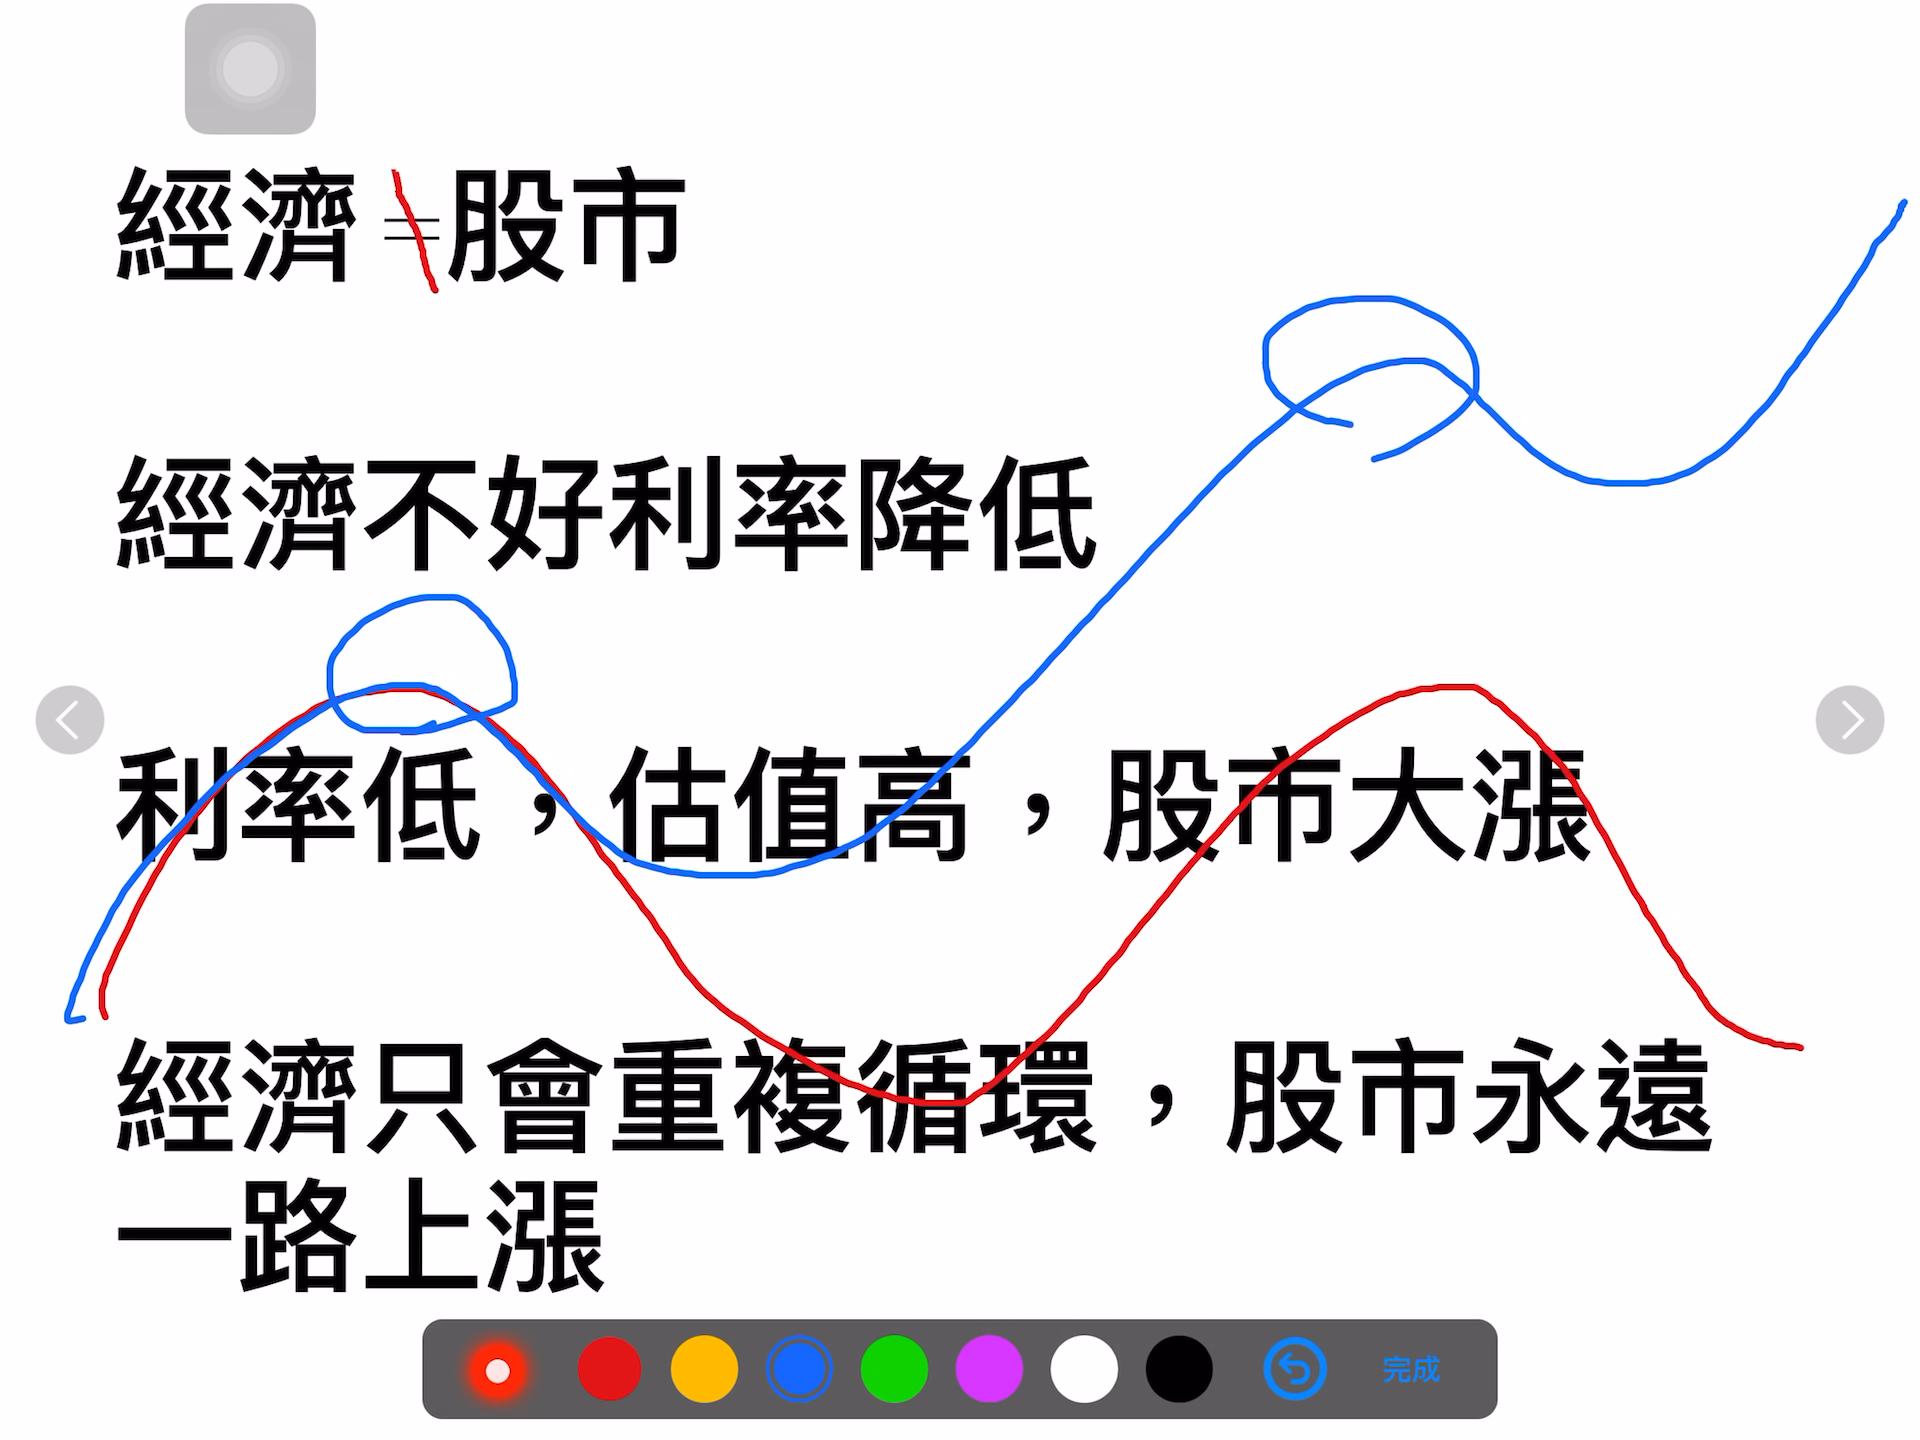 經濟 =股市
經濟不好利率降低
利率低，估值高，股市大漲
經濟只會重複循環，股市永遠
一路上漲
完成